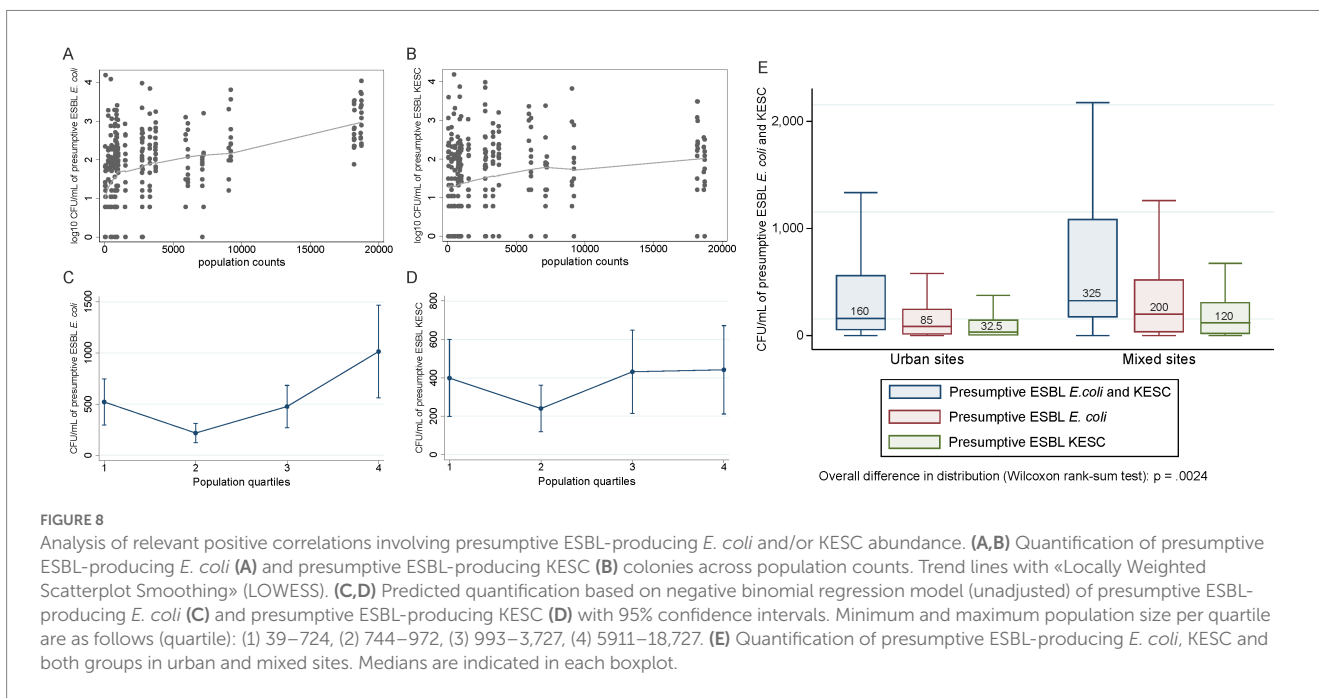 A
log10 CFU/mL of presumptive ESBL E. coli
4
3
2
1
0
0 5000 10000 15000 20000
population counts
B
log10 CFU/mL of presumptive ESBL KESC
4
3
2
1
0
0 5000 10000 15000 20000
population counts
C
CFU/mL of presumptive ESBL E. coli
1500
1000
500
0
1 2 3 4
Population quartiles
D
CFU/mL of presumptive ESBL KESC
800
600
400
200
0
1 2 3 4
Population quartiles
E
CFU/mL of presumptive ESBL E. coli and KESC
2,000
1,000
0
160 85 32.5 325 200 120
Urban sites Mixed sites
Presumptive ESBL E.coli and KESC
Presumptive ESBL E. coli
Presumptive ESBL KESC
Overall difference in distribution (Wilcoxon rank-sum test): p = .0024
FIGURE 8
Analysis of relevant positive correlations involving presumptive ESBL-producing E. coli and/or KESC abundance. (A,B) Quantification of presumptive
ESBL-producing E. coli (A) and presumptive ESBL-producing KESC (B) colonies across population counts. Trend lines with «Locally Weighted
Scatterplot Smoothing» (LOWESS). (C,D) Predicted quantification based on negative binomial regression model (unadjusted) of presumptive ESBL-
producing E. coli (C) and presumptive ESBL-producing KESC (D) with 95% confidence intervals. Minimum and maximum population size per quartile
are as follows (quartile): (1) 39–724, (2) 744–972, (3) 993–3,727, (4) 5911–18,727. (E) Quantification of presumptive ESBL-producing E. coli, KESC and
both groups in urban and mixed sites. Medians are indicated in each boxplot.